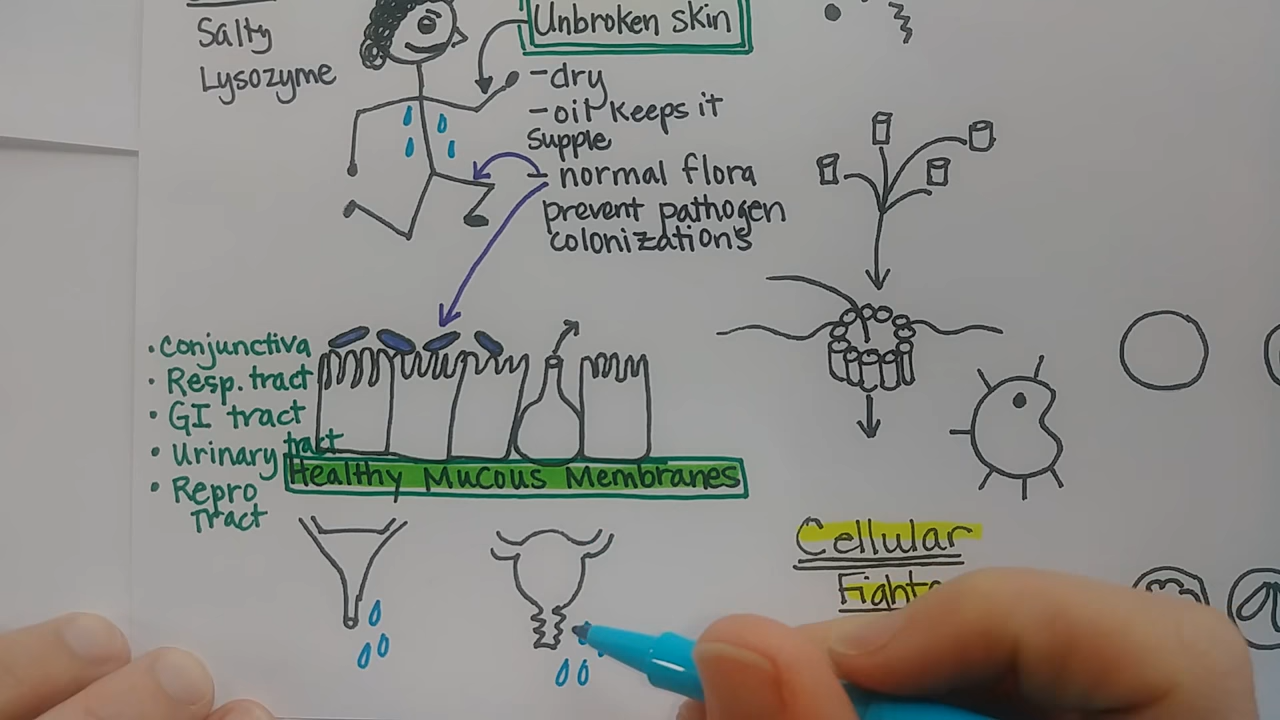 Salty
Lysozyme
Unbroken skin
-dry
-oil keeps it
supple
- normal flora
prevent pathogen
colonizations
• Conjunctiva
• Resp. tract
• GI tract
• Urinary tract
• Repro
Tract
Healthy Mucous Membranes
Cellular